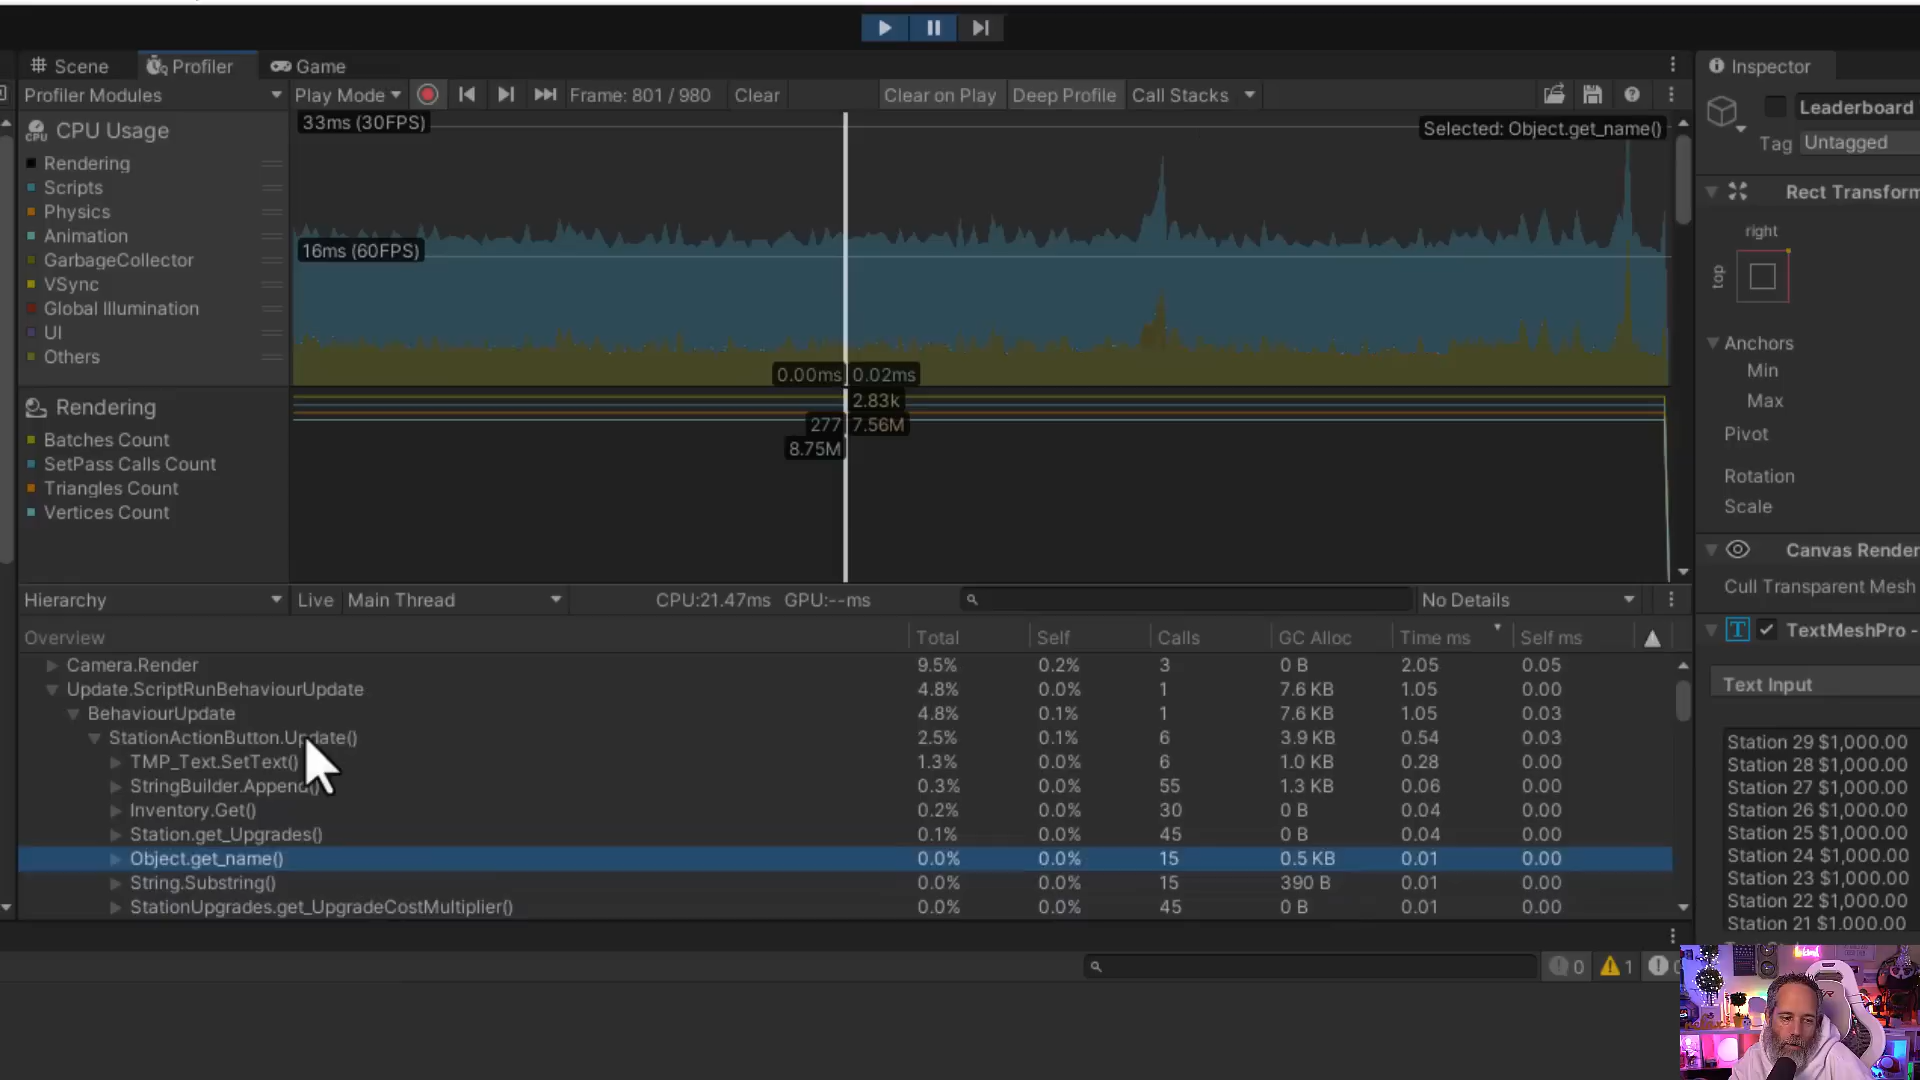 Scene
Profiler
Game
Inspector
Profiler Modules
Play Mode
Frame: 801 / 980
Clear
Clear on Play
Deep Profile
Call Stacks
Leaderboard
Tag Untagged
CPU Usage
Rendering
Scripts
Physics
Animation
GarbageCollector
VSync
Global Illumination
UI
Others
33ms (30FPS)
Selected: Object.get_name()
16ms (60FPS)
0.00ms
0.02ms
2.83k
277
7.56M
8.75M
Rendering
Batches Count
SetPass Calls Count
Triangles Count
Vertices Count
Rect Transform
right
top
Anchors
Min
Max
Pivot
Rotation
Scale
Canvas Render
Cull Transparent Mesh
TextMeshPro -
Text Input
Station 29 $1,000.00
Station 28 $1,000.00
Station 27 $1,000.00
Station 26 $1,000.00
Station 25 $1,000.00
Station 24 $1,000.00
Station 23 $1,000.00
Station 22 $1,000.00
Station 21 $1,000.00
Hierarchy
Live
Main Thread
CPU:21.47ms GPU:--ms
No Details
Overview Total Self Calls GC Alloc Time ms Self ms
Camera.Render 9.5% 0.2% 3 0 B 2.05 0.05
Update.ScriptRunBehaviourUpdate 4.8% 0.0% 1 7.6 KB 1.05 0.00
BehaviourUpdate 4.8% 0.1% 1 7.6 KB 1.05 0.03
StationActionButton.Update() 2.5% 0.1% 6 3.9 KB 0.54 0.03
TMP_Text.SetText() 1.3% 0.0% 6 1.0 KB 0.28 0.00
StringBuilder.Append() 0.3% 0.0% 55 1.3 KB 0.06 0.00
Inventory.Get() 0.2% 0.0% 30 0 B 0.04 0.00
Station.get_Upgrades() 0.1% 0.0% 45 0 B 0.04 0.00
Object.get_name() 0.0% 0.0% 15 0.5 KB 0.01 0.00
String.Substring() 0.0% 0.0% 15 390 B 0.01 0.00
StationUpgrades.get_UpgradeCostMultiplier() 0.0% 0.0% 45 0 B 0.01 0.00
0
1